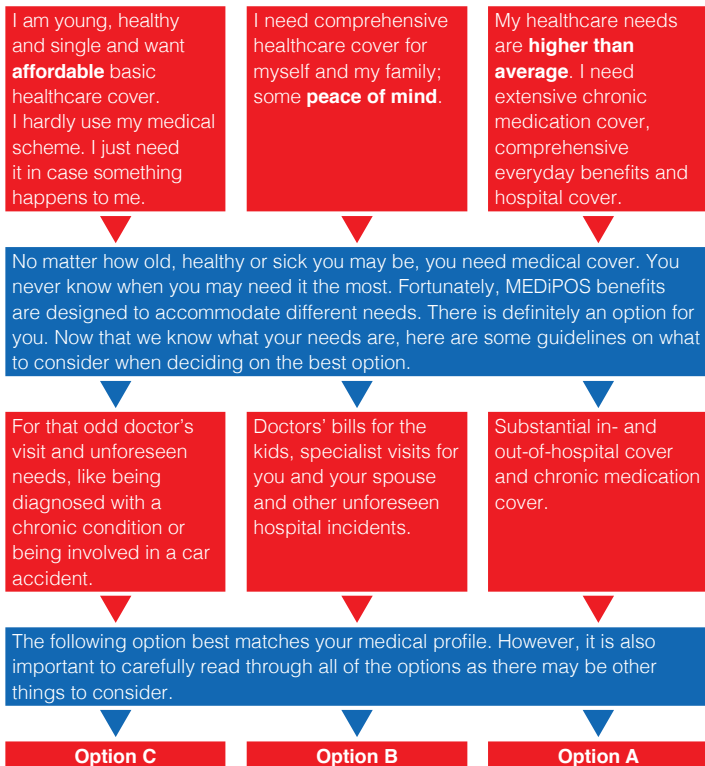 I am young, healthy
and single and want
affordable basic
healthcare cover.
I hardly use my medical
scheme. I just need
it in case something
happens to me.
I need comprehensive
healthcare cover for
myself and my family;
some peace of mind.
My healthcare needs
are higher than
average. I need
extensive chronic
medication cover,
comprehensive
everyday benefits and
hospital cover.
No matter how old, healthy or sick you may be, you need medical cover. You
never know when you may need it the most. Fortunately, MEDiPOS benefits
are designed to accommodate different needs. There is definitely an option for
you. Now that we know what your needs are, here are some guidelines on what
to consider when deciding on the best option.
For that odd doctor's
visit and unforeseen
needs, like being
diagnosed with a
chronic condition or
being involved in a car
accident.
Doctors' bills for the
kids, specialist visits for
you and your spouse
and other unforeseen
hospital incidents.
Substantial in- and
out-of-hospital cover
and chronic medication
cover.
The following option best matches your medical profile. However, it is also
important to carefully read through all of the options as there may be other
things to consider.
Option C
Option B
Option A